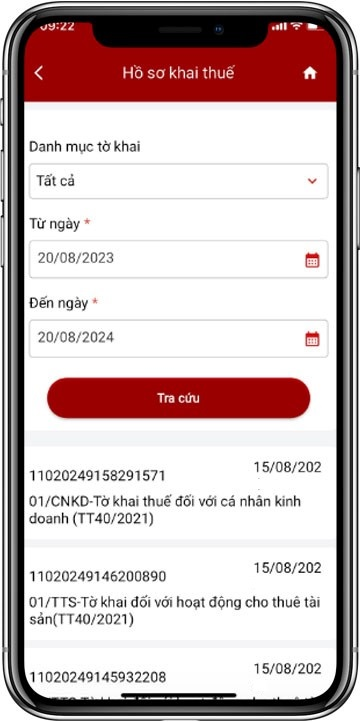 09:22
Hồ sơ khai thuế
Danh mục tờ khai
Tất cả
Từ ngày *
20/08/2023
Đến ngày *
20/08/2024
Tra cứu
11020249158291571
15/08/202
01/CNKD-Tờ khai thuế đối với cá nhân kinh
doanh (TT40/2021)
11020249146200890
15/08/202
01/TTS-Tờ khai đối với hoạt động cho thuê tài
sản(TT40/2021)
11020249145932208
15/08/202